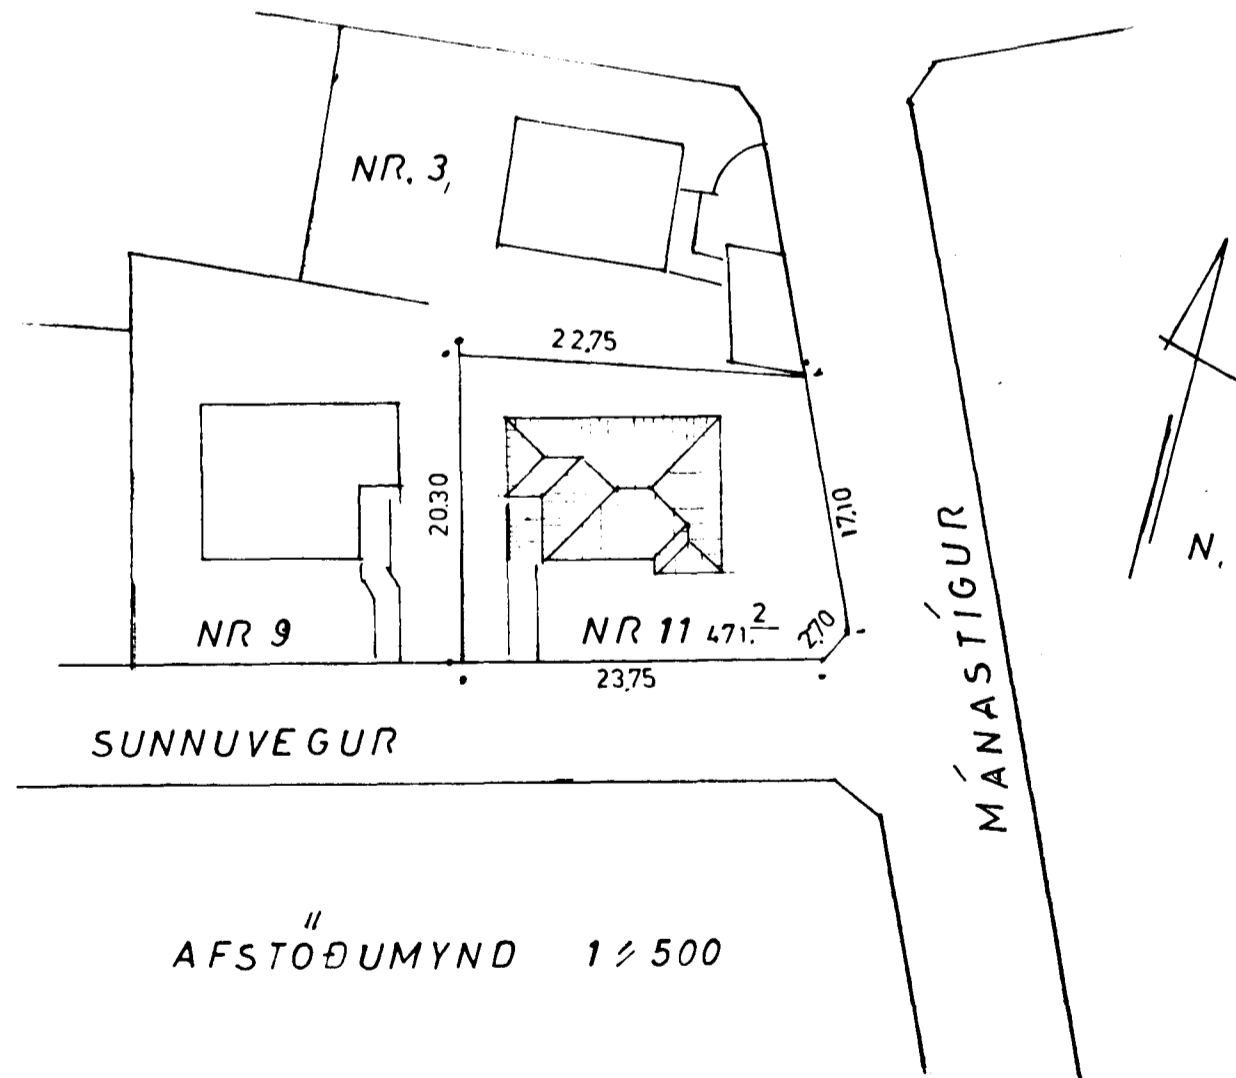 NR. 3,
22.75
20.30
17.10
NR 9
NR 11 471.2
2.70
23.75
SUNNUVEGUR
MÁNASTÍGUR
N.
AFSTÖÐUMYND 1:500